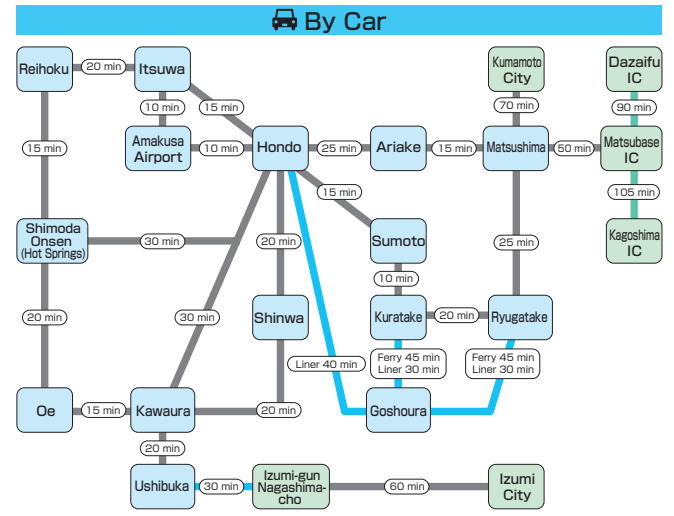 By Car
Reihoku
20 min
Itsuwa
Kumamoto
City
Dazaifu
IC
10 min
15 min
70 min
90 min
15 min
Amakusa
Airport
10 min
Hondo
25 min
Ariake
15 min
Matsushima
50 min
Matsubase
IC
15 min
105 min
Shimoda
Onsen
(Hot Springs)
30 min
20 min
Sumoto
25 min
Kagoshima
IC
10 min
20 min
30 min
Shinwa
Kuratake
20 min
Ryugatake
Liner 40 min
Ferry 45 min
Liner 30 min
Ferry 45 min
Liner 30 min
Oe
15 min
Kawaura
20 min
Goshoura
20 min
Ushibuka
30 min
Izumi-gun
Nagashima-
cho
60 min
Izumi
City